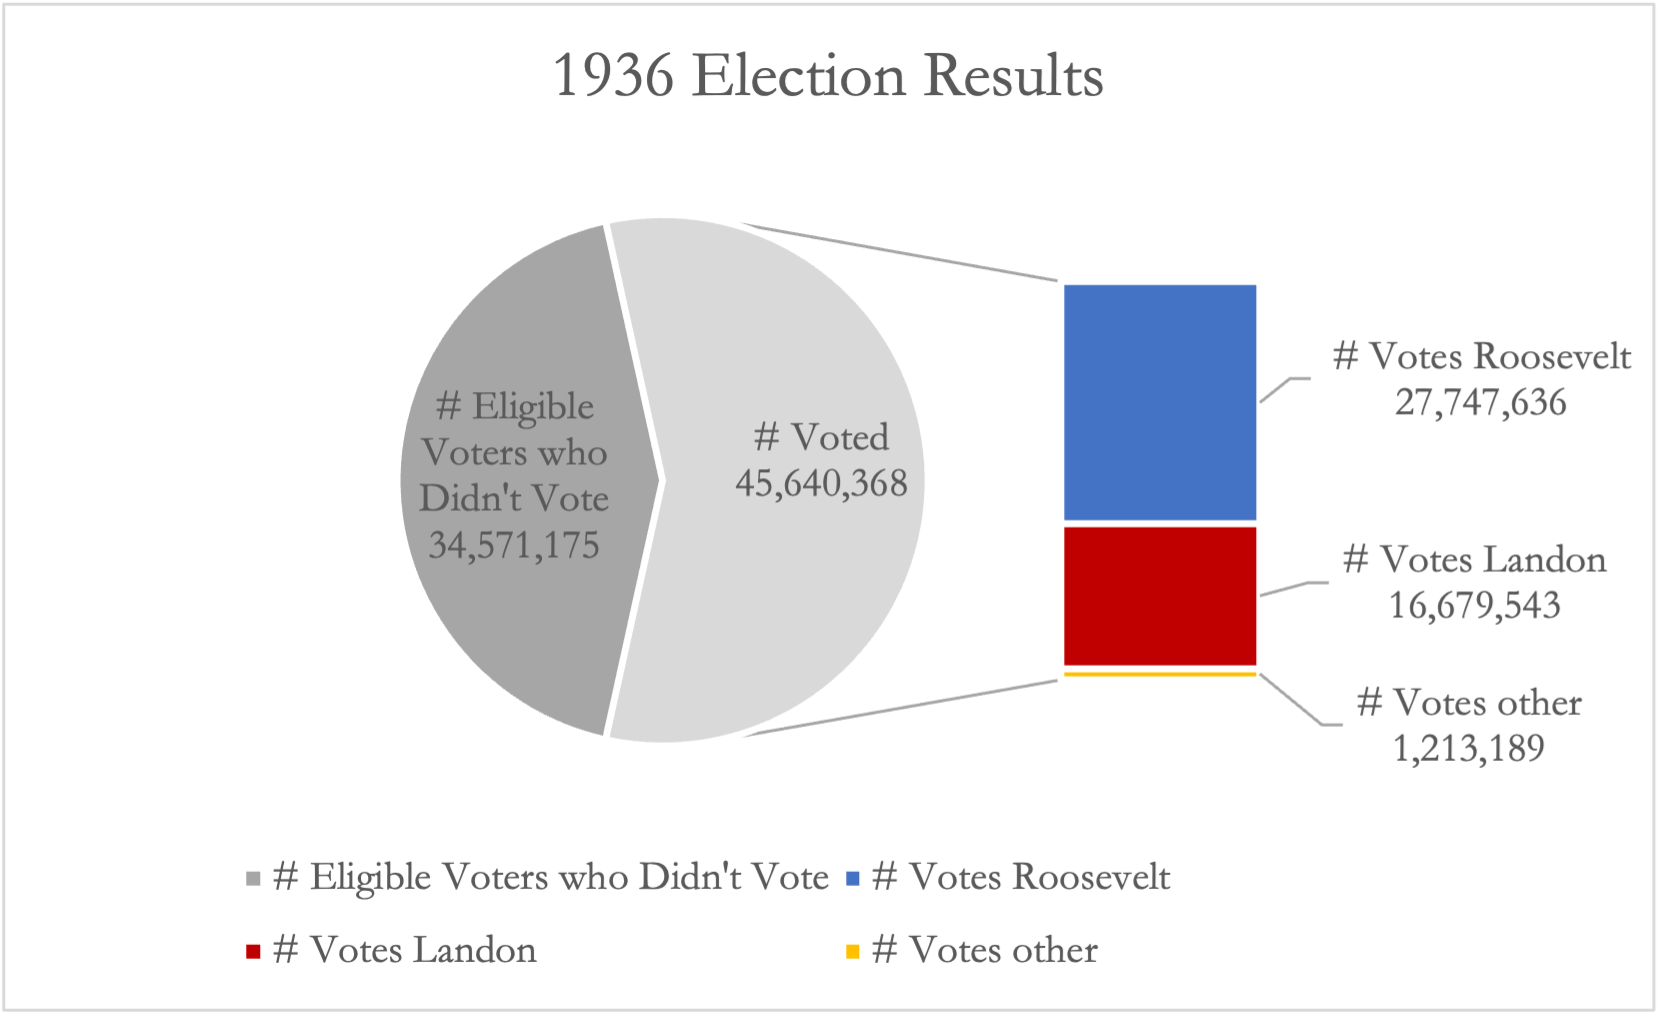 1936 Election Results
# Eligible
Voters who
Didn't Vote
34,571,175
# Voted
45,640,368
# Votes Roosevelt
27,747,636
# Votes Landon
16,679,543
# Votes other
1,213,189
# Eligible Voters who Didn't Vote
# Votes Roosevelt
# Votes Landon
# Votes other